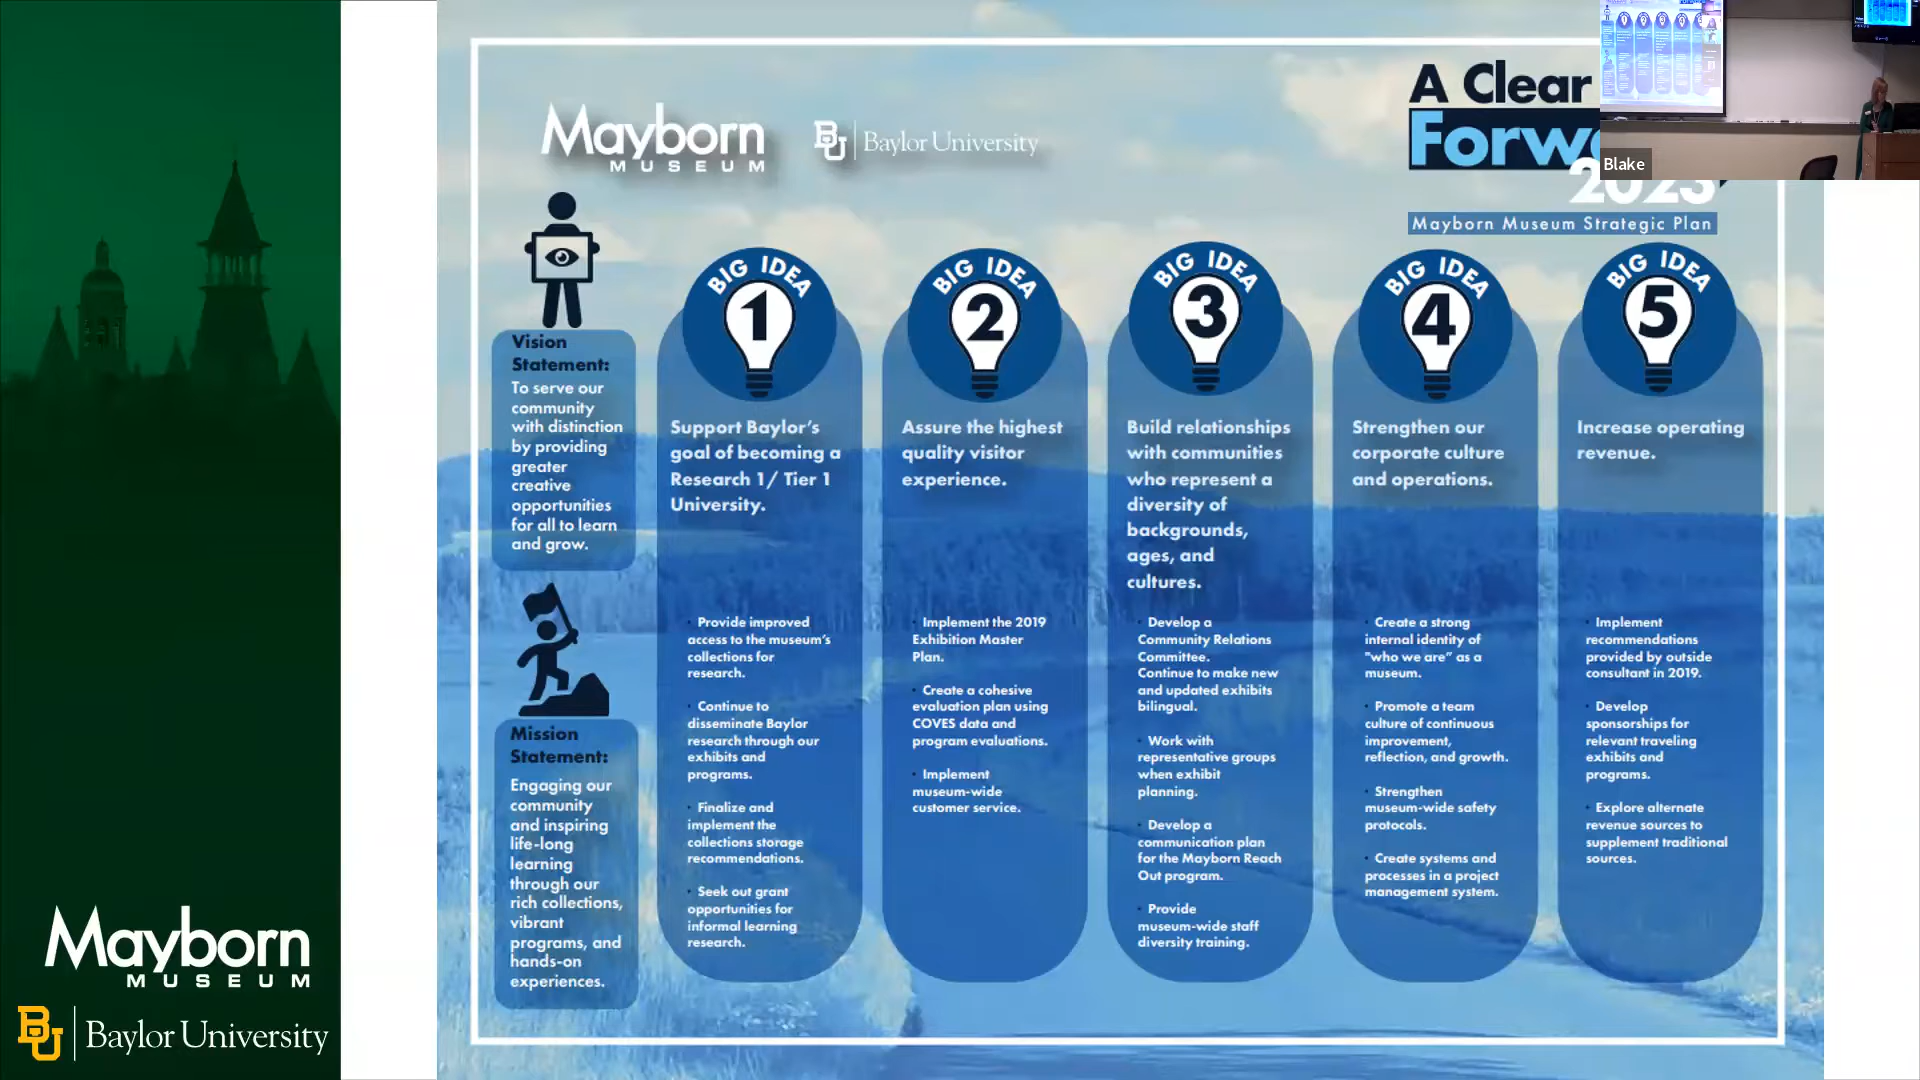 Mayborn
MUSEUM
BU Baylor University
A Clear
2023
Mayborn Museum Strategic Plan
Blake
Vision
Statement:
To serve our
community
with distinction
by providing
greater
creative
opportunities
for all to learn
and grow.
Mission
Statement:
Engaging our
community
and inspiring
life-long
learning
through our
rich collections,
vibrant
programs, and
hands-on
experiences.
BIG IDEA
1
Support Baylor's
goal of becoming a
Research 1/ Tier 1
University.
· Provide improved
access to the museum's
collections for
research.
· Continue to
disseminate Baylor
research through our
exhibits and
programs.
· Finalize and
implement the
collections storage
recommendations.
· Seek out grant
opportunities for
informal learning
research.
BIG IDEA
2
Assure the highest
quality visitor
experience.
· Implement the 2019
Exhibition Master
Plan.
· Create a cohesive
evaluation plan using
COVES data and
program evaluations.
· Implement
museum-wide
customer service.
BIG IDEA
3
Build relationships
with communities
who represent a
diversity of
backgrounds,
ages, and
cultures.
· Develop a
Community Relations
Committee.
Continue to make new
and updated exhibits
bilingual.
· Work with
representative groups
when exhibit
planning.
· Develop a
communication plan
for the Mayborn Reach
Out program.
· Provide
museum-wide staff
diversity training.
BIG IDEA
4
Strengthen our
corporate culture
and operations.
· Create a strong
internal identity of
"who we are" as a
museum.
· Promote a team
culture of continuous
improvement,
reflection, and growth.
· Strengthen
museum-wide safety
protocols.
· Create systems and
processes in a project
management system.
BIG IDEA
5
Increase operating
revenue.
· Implement
recommendations
provided by outside
consultant in 2019.
· Develop
sponsorships for
relevant traveling
exhibits and
programs.
· Explore alternate
revenue sources to
supplement traditional
sources.
Mayborn
MUSEUM
BU Baylor University